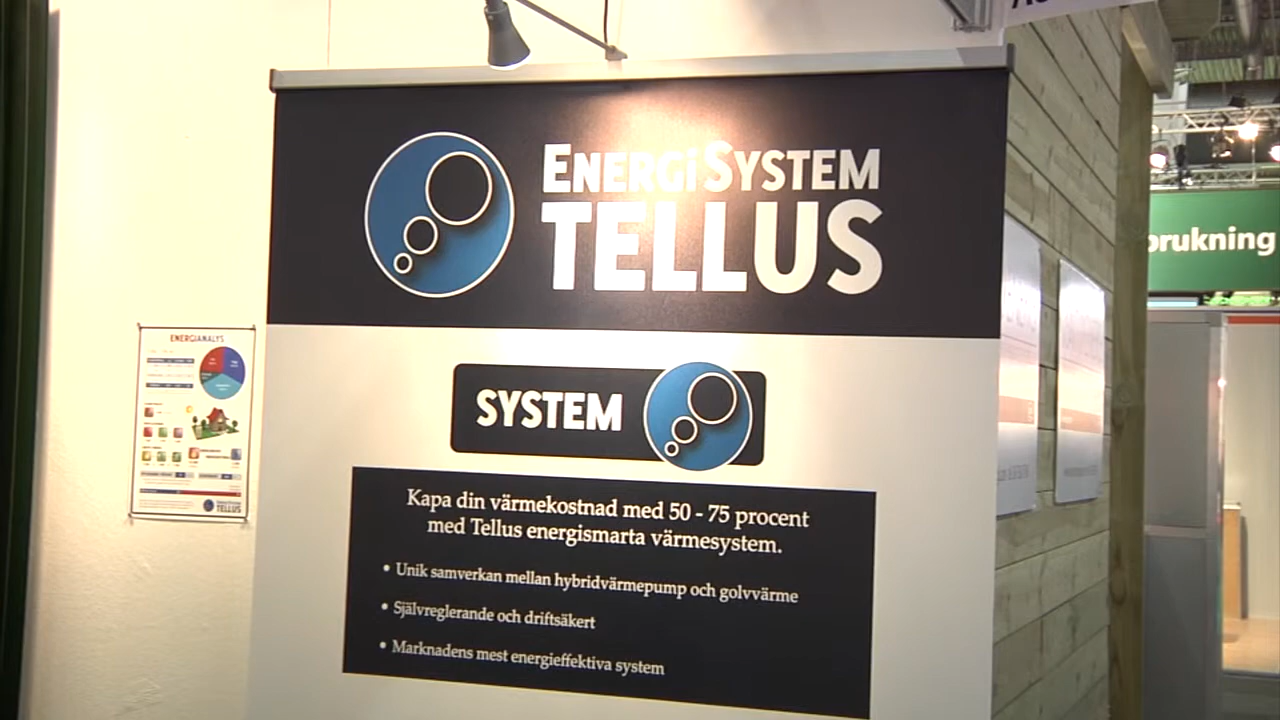 ENERGISYSTEM
TELLUS
SYSTEM
Kapa din värmekostnad med 50 - 75 procent
med Tellus energismarta värmesystem.
• Unik samverkan mellan hybridvärmepump och golvvärme
• Självreglerande och driftsäkert
• Marknadens mest energieffektiva system
ENERGIANALYS
ENERGISYSTEM
TELLUS
brukning